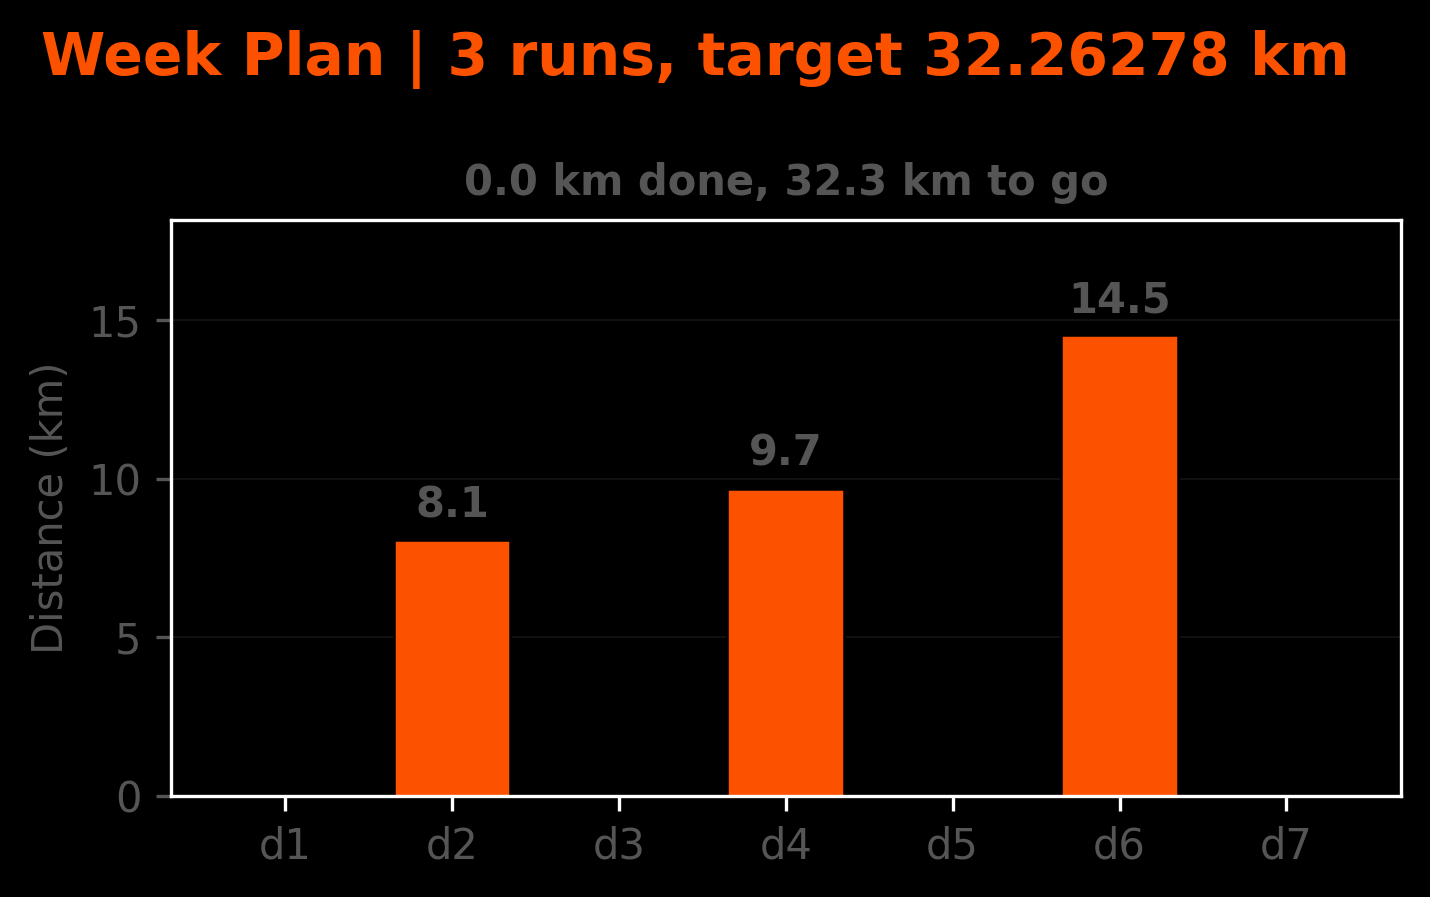 Week Plan | 3 runs, target 32.26278 km
0.0 km done, 32.3 km to go
Distance (km)
15
10
5
0
8.1
9.7
14.5
d1 d2 d3 d4 d5 d6 d7